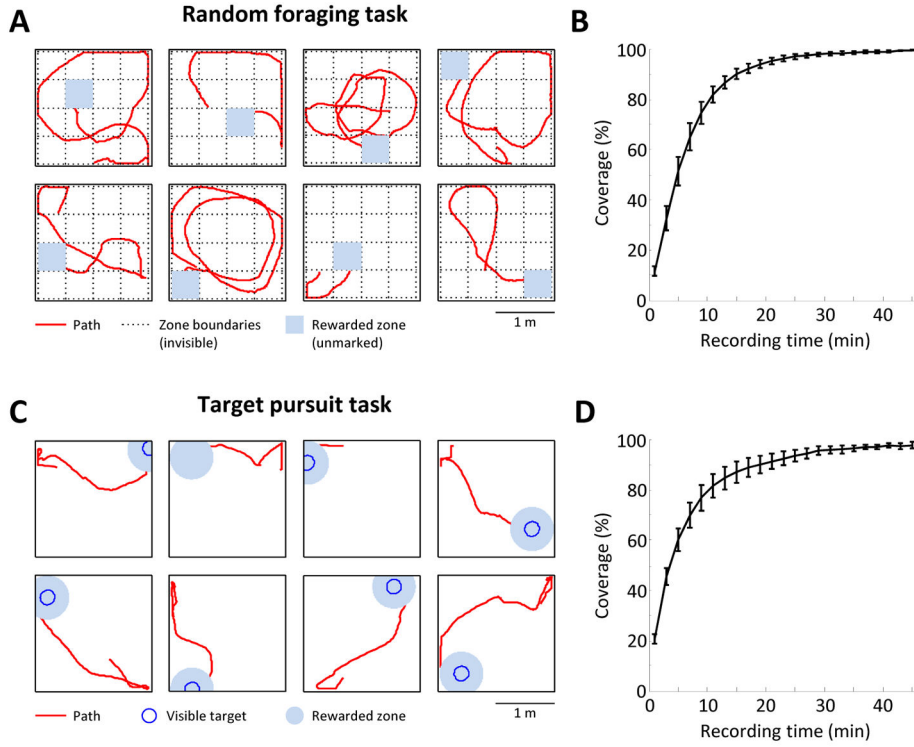 Random foraging task
A
Path
Zone boundaries
(invisible)
Rewarded zone
(unmarked)
1 m
B
100
80
60
40
20
0
0
10
20
30
40
Coverage (%)
Recording time (min)
Target pursuit task
C
Path
Visible target
Rewarded zone
1 m
D
100
80
60
40
20
0
0
10
20
30
40
Coverage (%)
Recording time (min)